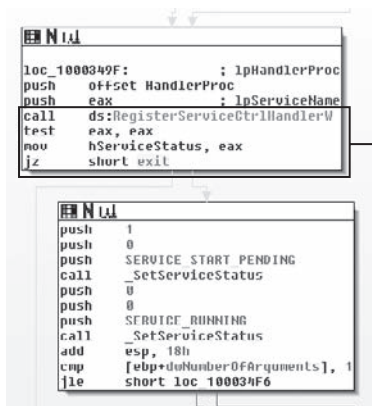 loc_1000349F: ; lpHandlerProc
push offset HandlerProc
push eax ; lpServiceName
call ds:RegisterServiceCtrlHandlerW
test eax, eax
mov hServiceStatus, eax
jz short exit
push 1
push 0
push SERVICE_START_PENDING
call _SetServiceStatus
push 0
push 0
push SERVICE_RUNNING
call _SetServiceStatus
add esp, 18h
cmp [ebp+dwNumberOfArguments], 1
jle short loc_100034F6